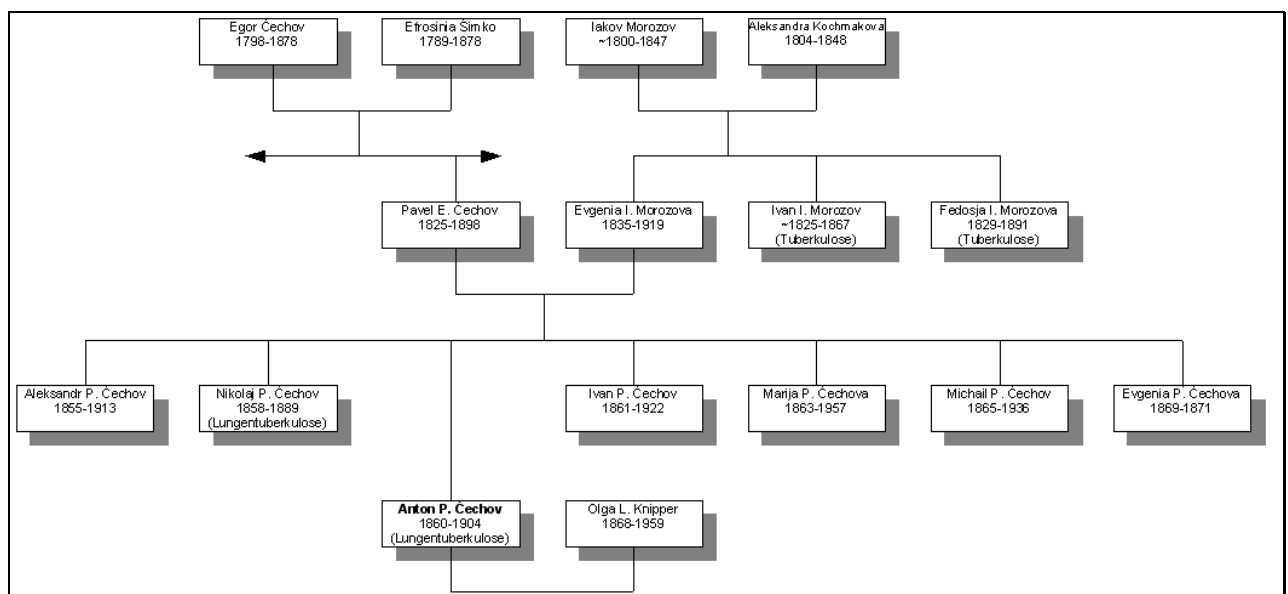 Egor Čechov
1798-1878
Efrosinia Šimko
1789-1878
Iakov Morozov
~1800-1847
Aleksandra Kochmakova
1804-1848
Pavel E. Čechov
1825-1898
Evgenia I. Morozova
1835-1919
Ivan I. Morozov
~1825-1867
(Tuberkulose)
Fedosja I. Morozova
1829-1891
(Tuberkulose)
Aleksandr P. Čechov
1855-1913
Nikolaj P. Čechov
1858-1889
(Lungentuberkulose)
Ivan P. Čechov
1861-1922
Marija P. Čechova
1863-1957
Michail P. Čechov
1865-1936
Evgenia P. Čechova
1869-1871
Anton P. Čechov
1860-1904
(Lungentuberkulose)
Olga L. Knipper
1868-1959